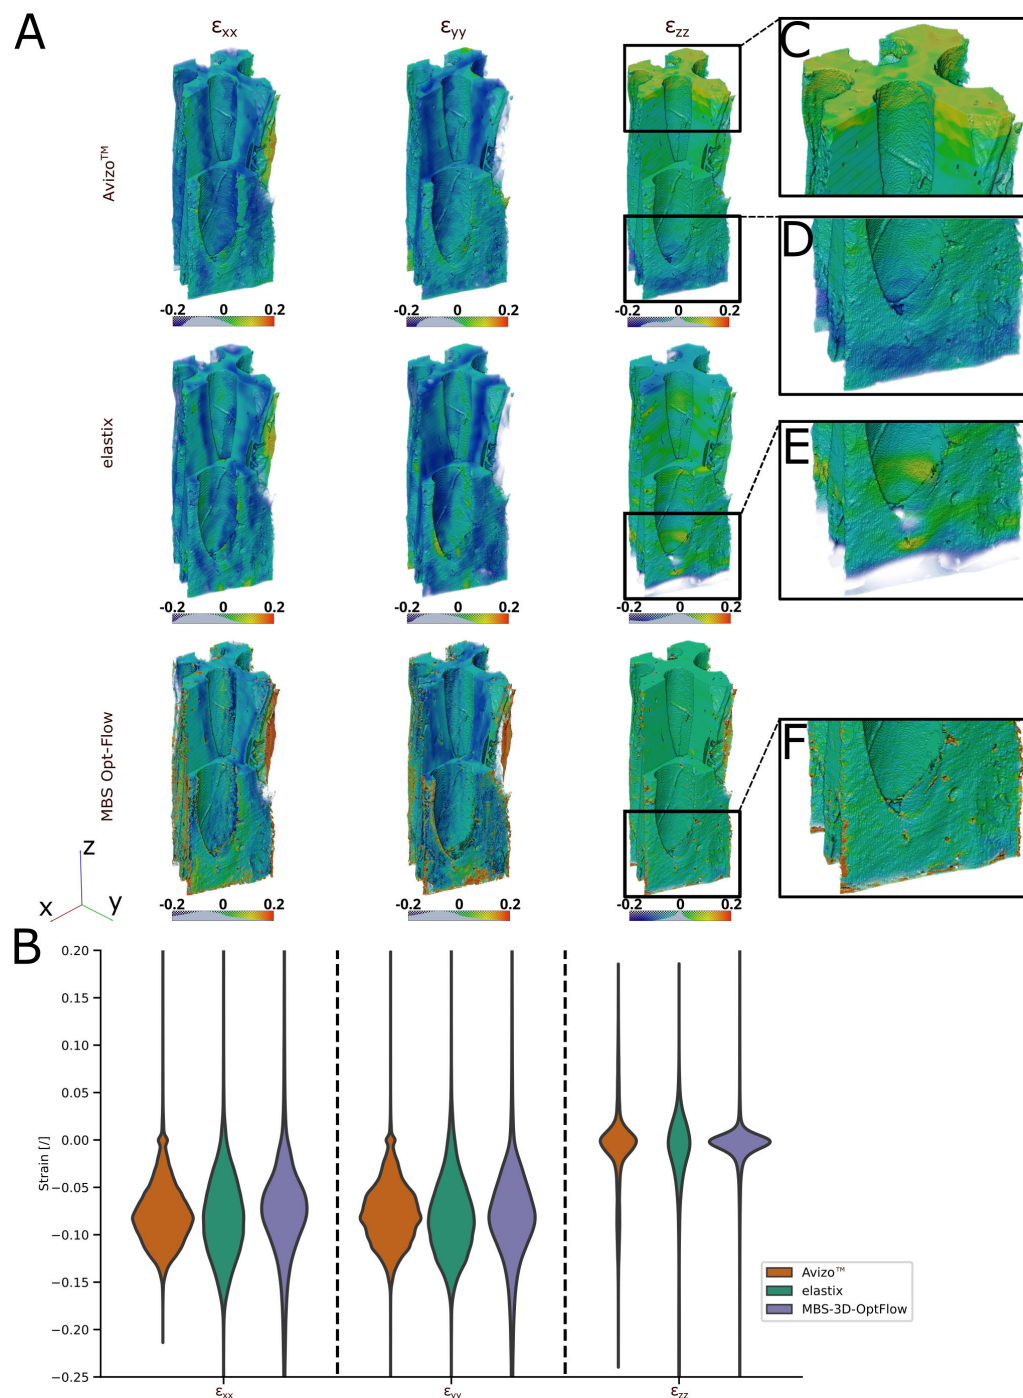 A
εxx
εyy
εzz
C
Avizo™
D
-0.2 0 0.2
-0.2 0 0.2
-0.2 0 0.2
elastix
E
-0.2 0 0.2
-0.2 0 0.2
-0.2 0 0.2
MBS Opt-Flow
F
z
x
y
-0.2 0 0.2
-0.2 0 0.2
-0.2 0 0.2
B
0.20
0.15
0.10
0.05
0.00
−0.05
−0.10
−0.15
−0.20
−0.25
Strain [/]
Avizo™
elastix
MBS-3D-OptFlow
εxx
εyy
εzz